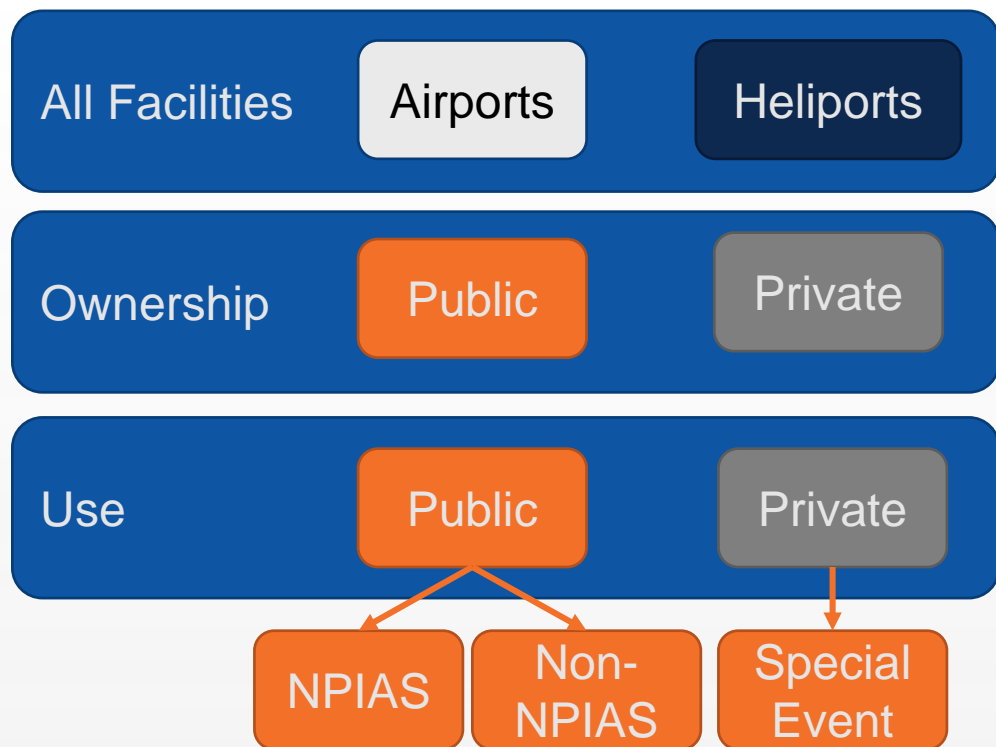 All Facilities
Airports
Heliports
Ownership
Public
Private
Use
Public
Private
NPIAS
Non-
NPIAS
Special
Event